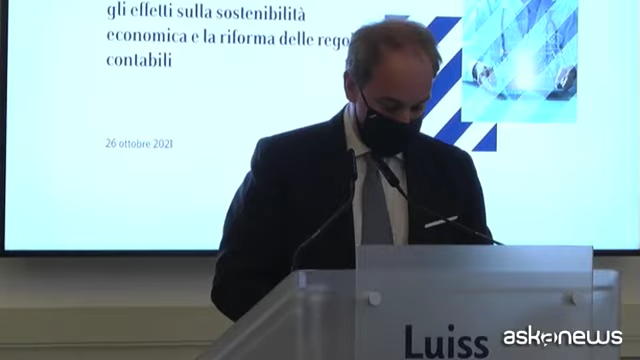 gli effetti sulla sostenibilità
economica e la riforma delle rego
contabili
26 ottobre 2021
Luiss
askanews